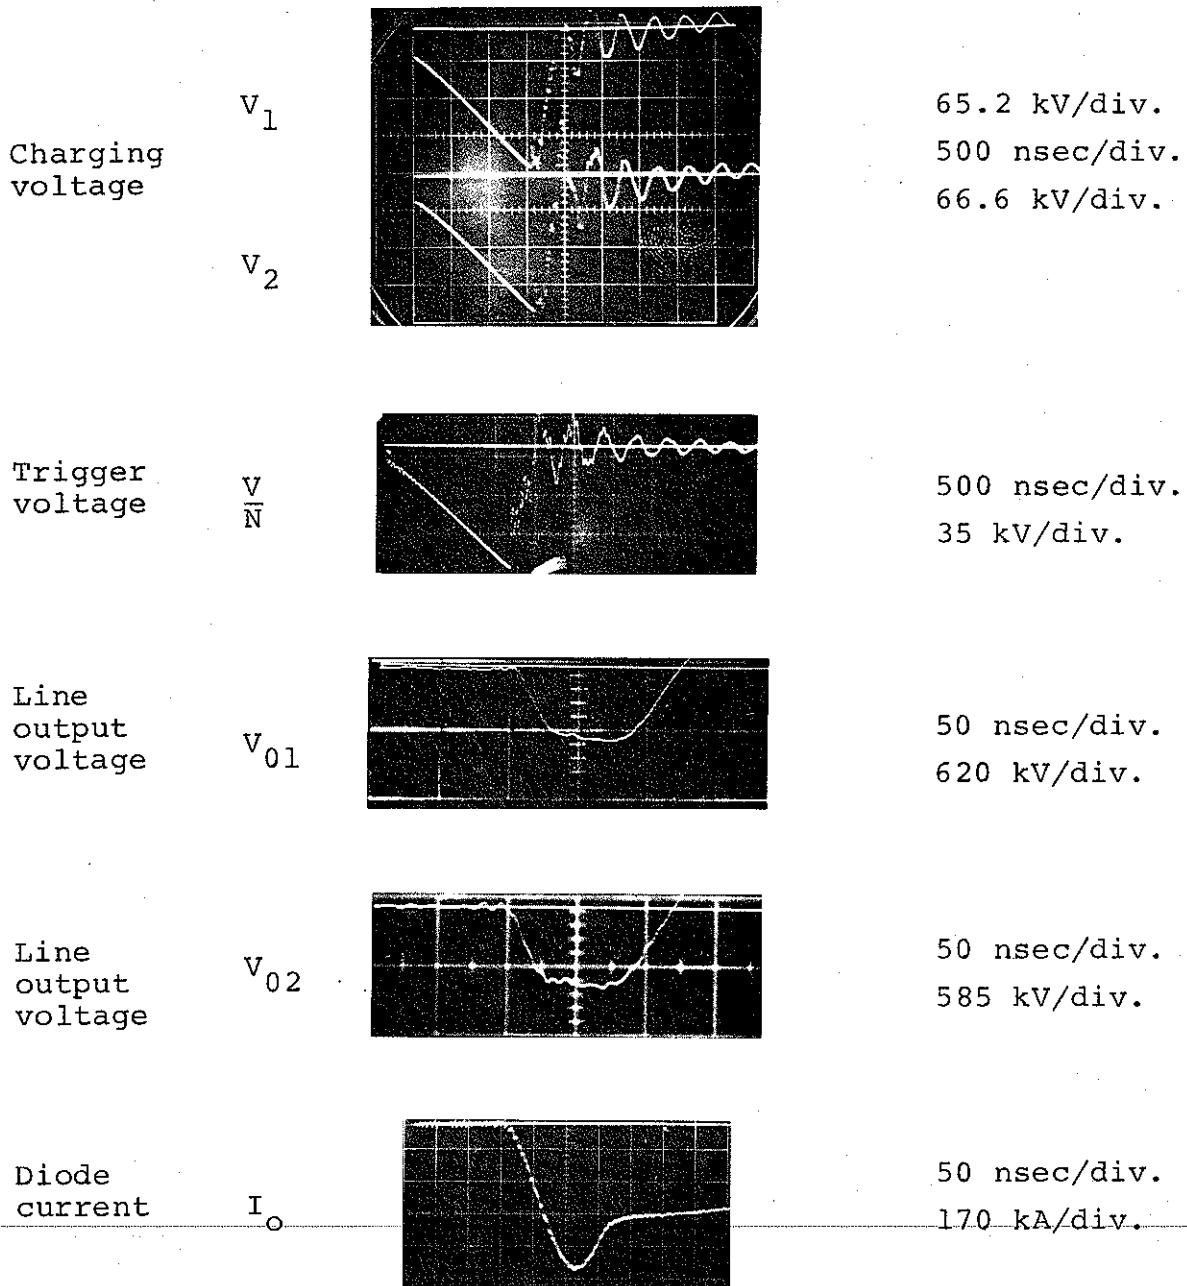 Charging
voltage
V1
V2
65.2 kV/div.
500 nsec/div.
66.6 kV/div.
Trigger
voltage
V
N
500 nsec/div.
35 kV/div.
Line
output
voltage
V01
50 nsec/div.
620 kV/div.
Line
output
voltage
V02
50 nsec/div.
585 kV/div.
Diode
current
Io
50 nsec/div.
170 kA/div.